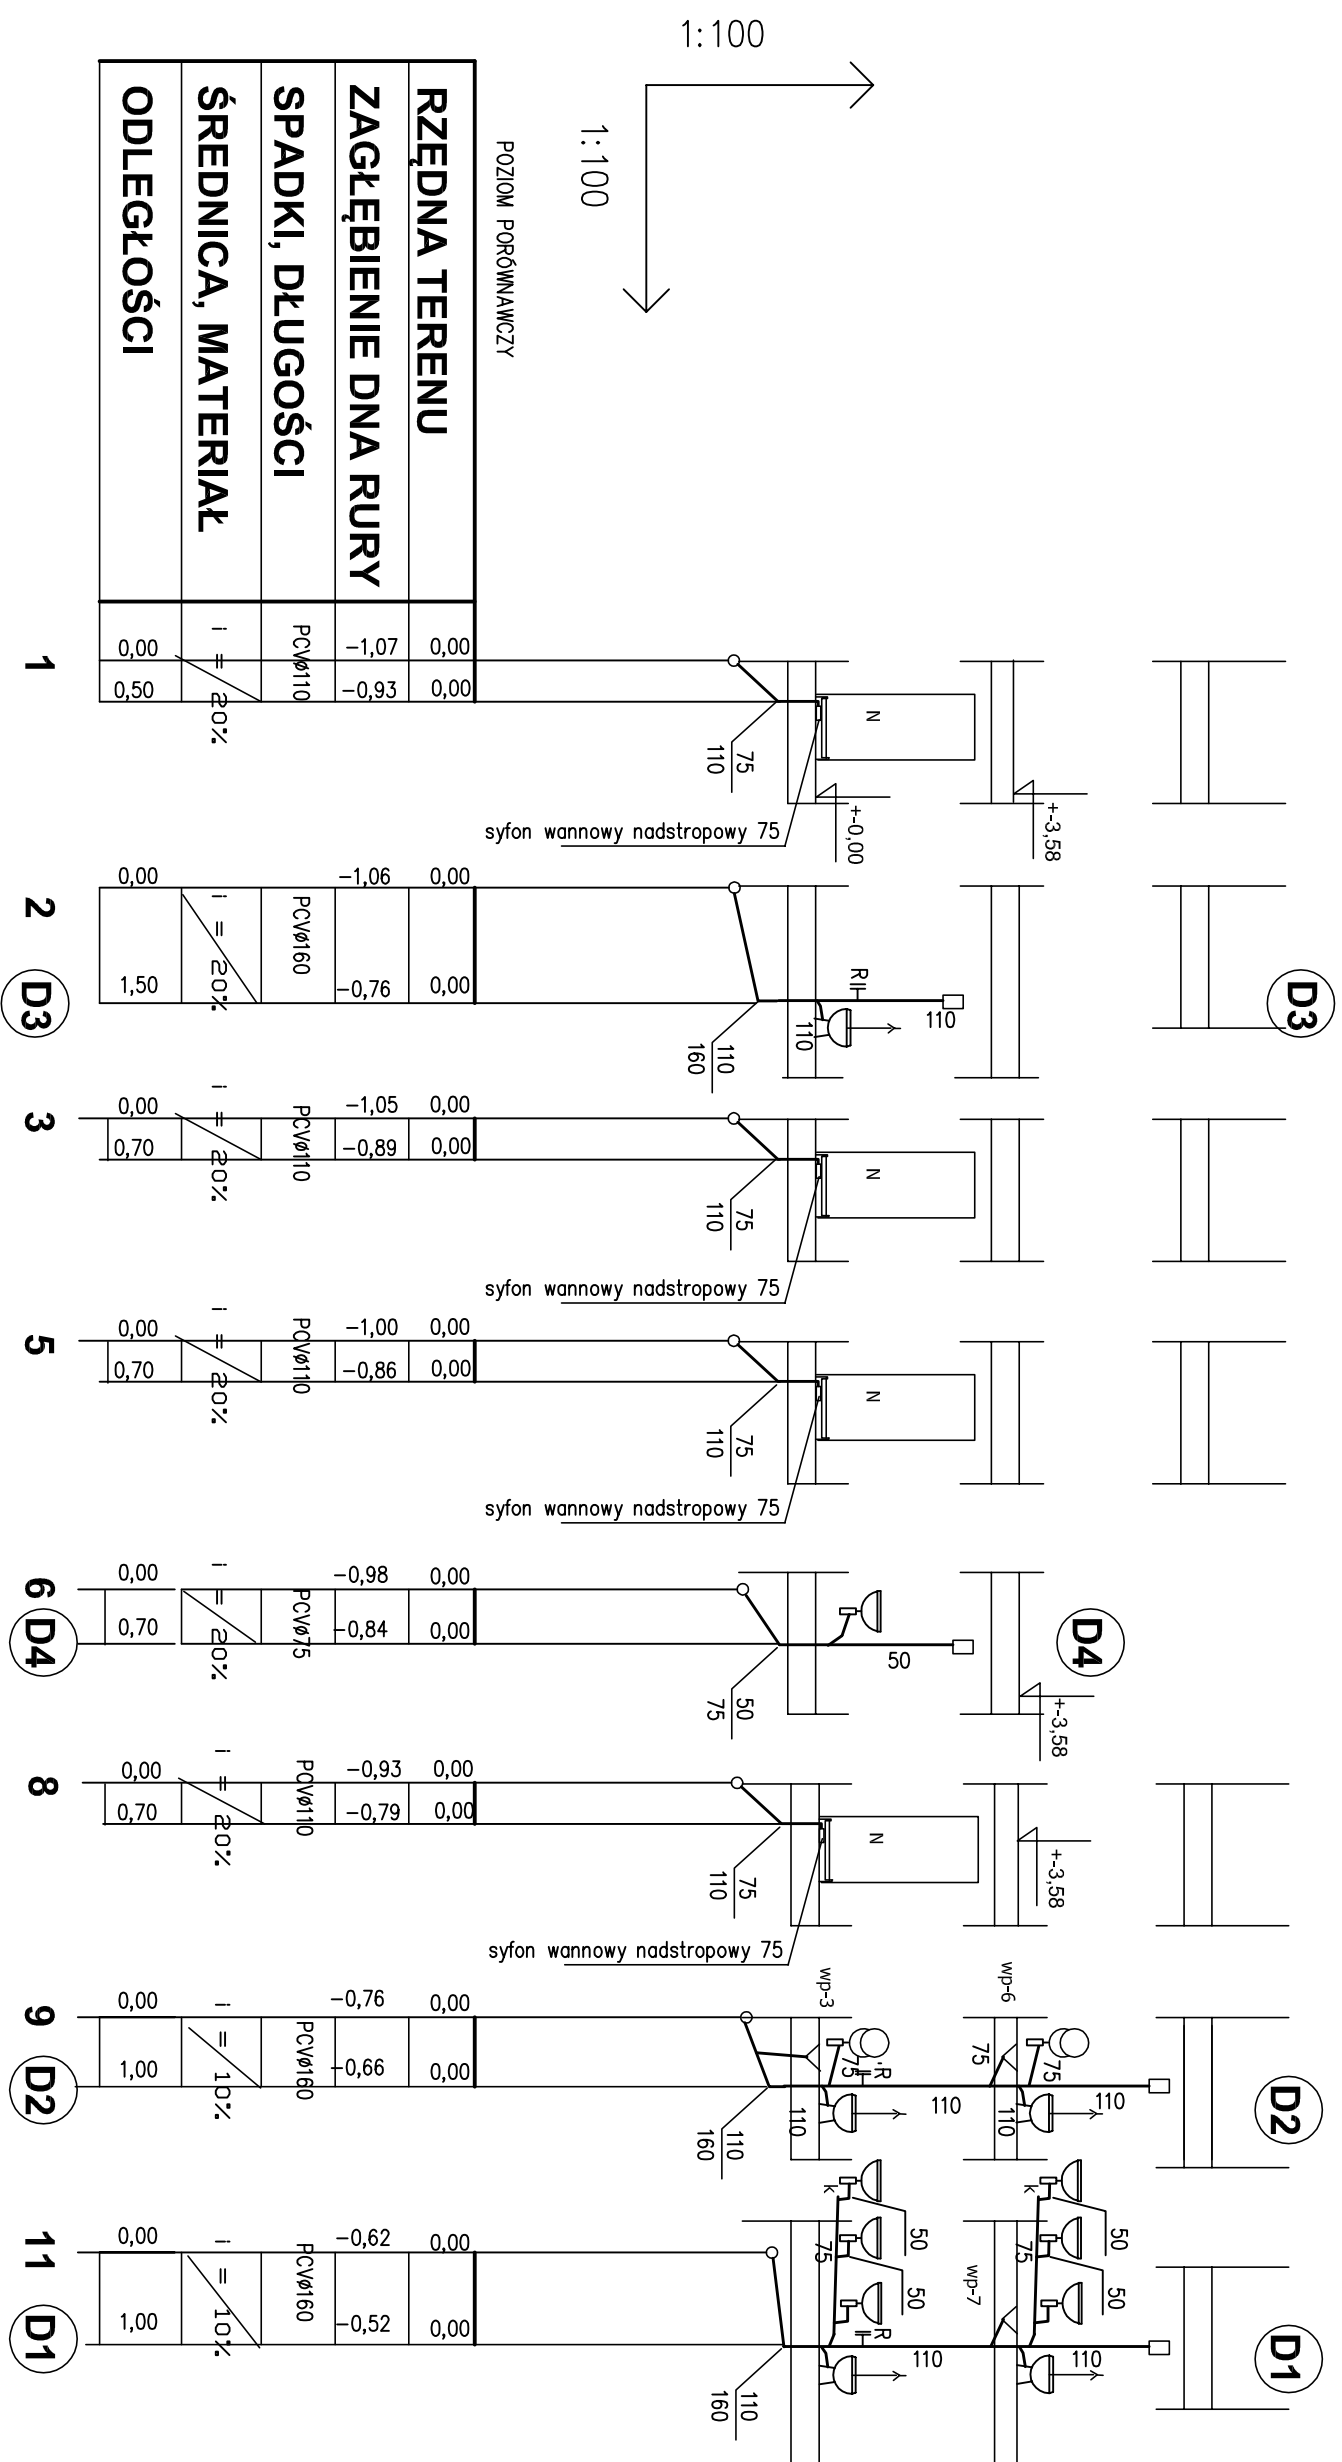 1:100
1:100
POZIOM PORÓWNAWCZY
RZĘDNA TERENU
ZAGŁĘBIENIE DNA RURY
SPADKI, DŁUGOŚCI
ŚREDNICA, MATERIAŁ
ODLEGŁOŚCI
N
+-3,58
+-0,00
75
110
syfon wannowy nadstropowy 75
0,00 0,00
-1,07 -0,93
PCVø110
i = 20%
0,00 0,50
1
D3
RII
110
110
110
160
0,00 0,00
-1,06 -0,76
PCVø160
i = 20%
0,00 1,50
2 D3
N
75
110
syfon wannowy nadstropowy 75
0,00 0,00
-1,05 -0,89
PCVø110
i = 20%
0,00 0,70
3
N
75
110
syfon wannowy nadstropowy 75
0,00 0,00
-1,00 -0,86
PCVø110
i = 20%
0,00 0,70
5
D4
+-3,58
50
50
75
0,00 0,00
-0,98 -0,84
PCVø75
i = 20%
0,00 0,70
6 D4
+-3,58
N
75
110
syfon wannowy nadstropowy 75
0,00 0,00
-0,93 -0,79
PCVø110
i = 20%
0,00 0,70
8
D2
110
wp-6
75
75
110
110
wp-3
75
R
110
110
160
0,00 0,00
-0,76 -0,66
PCVø160
i = 10%
0,00 1,00
9 D2
D1
50
50
k
75
110
wp-7
110
50
50
k
75
R
110
160
0,00 0,00
-0,62 -0,52
PCVø160
i = 10%
0,00 1,00
11 D1